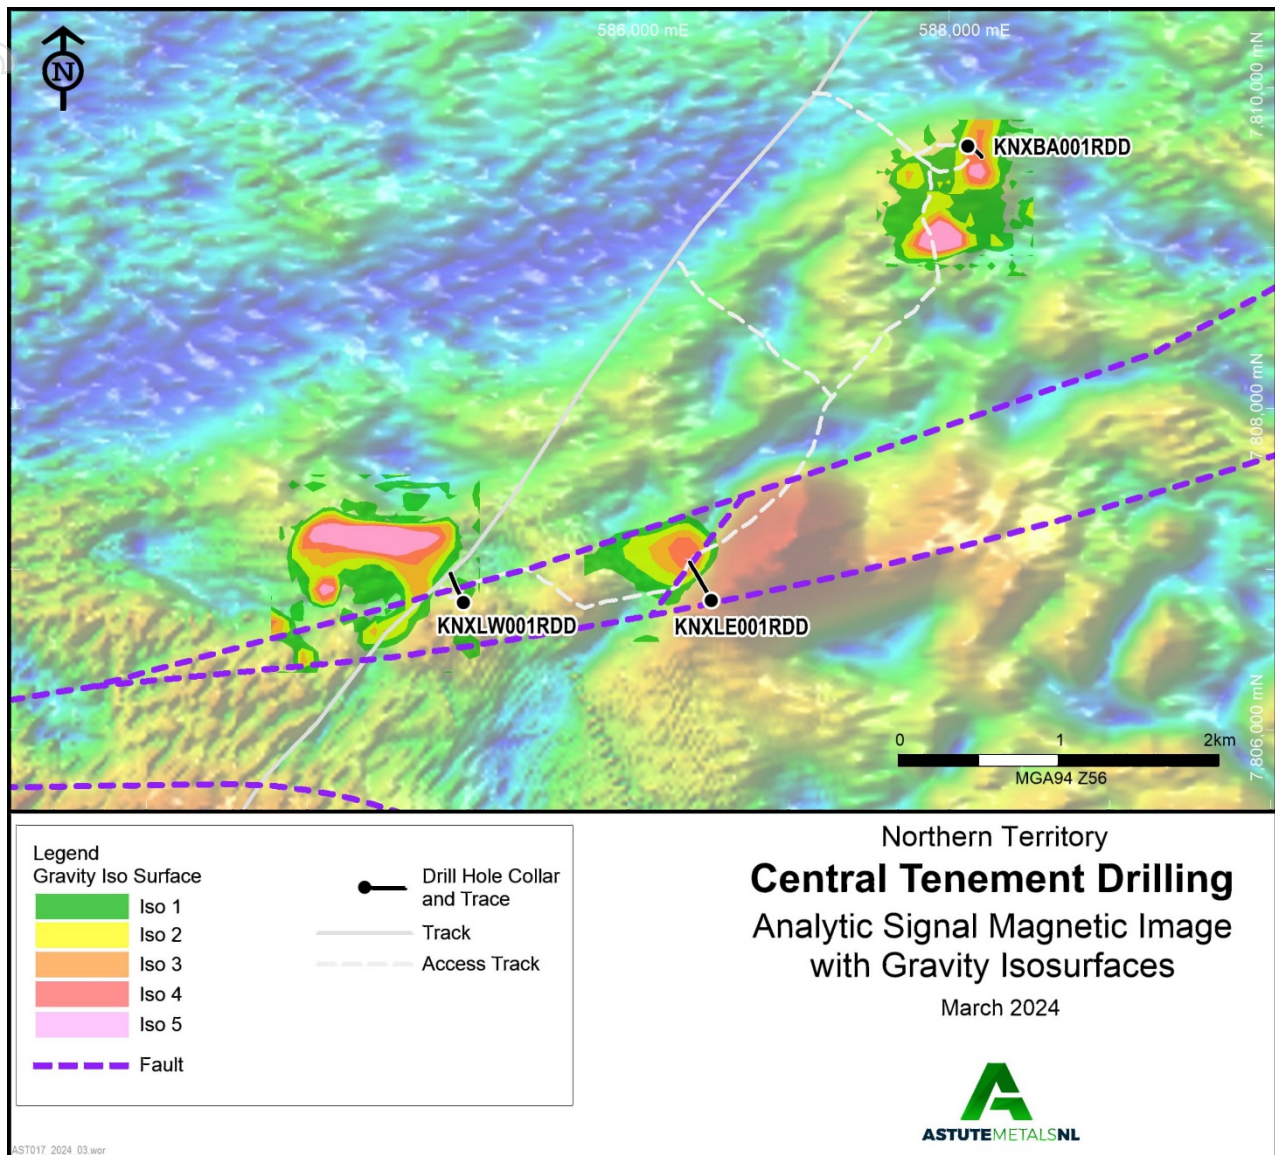 586,000 mE
588,000 mE
7,810,000 mN
N
KNXBA001RDD
7,808,000 mN
KNXLW001RDD
KNXLE001RDD
7,806,000 mN
0 1 2km
MGA94 Z56
Legend
Gravity Iso Surface
Iso 1
Iso 2
Iso 3
Iso 4
Iso 5
Fault
Drill Hole Collar
and Trace
Track
Access Track
Northern Territory
Central Tenement Drilling
Analytic Signal Magnetic Image
with Gravity Isosurfaces
March 2024
ASTUTEMETALSNL
AST017_2024_03.wor